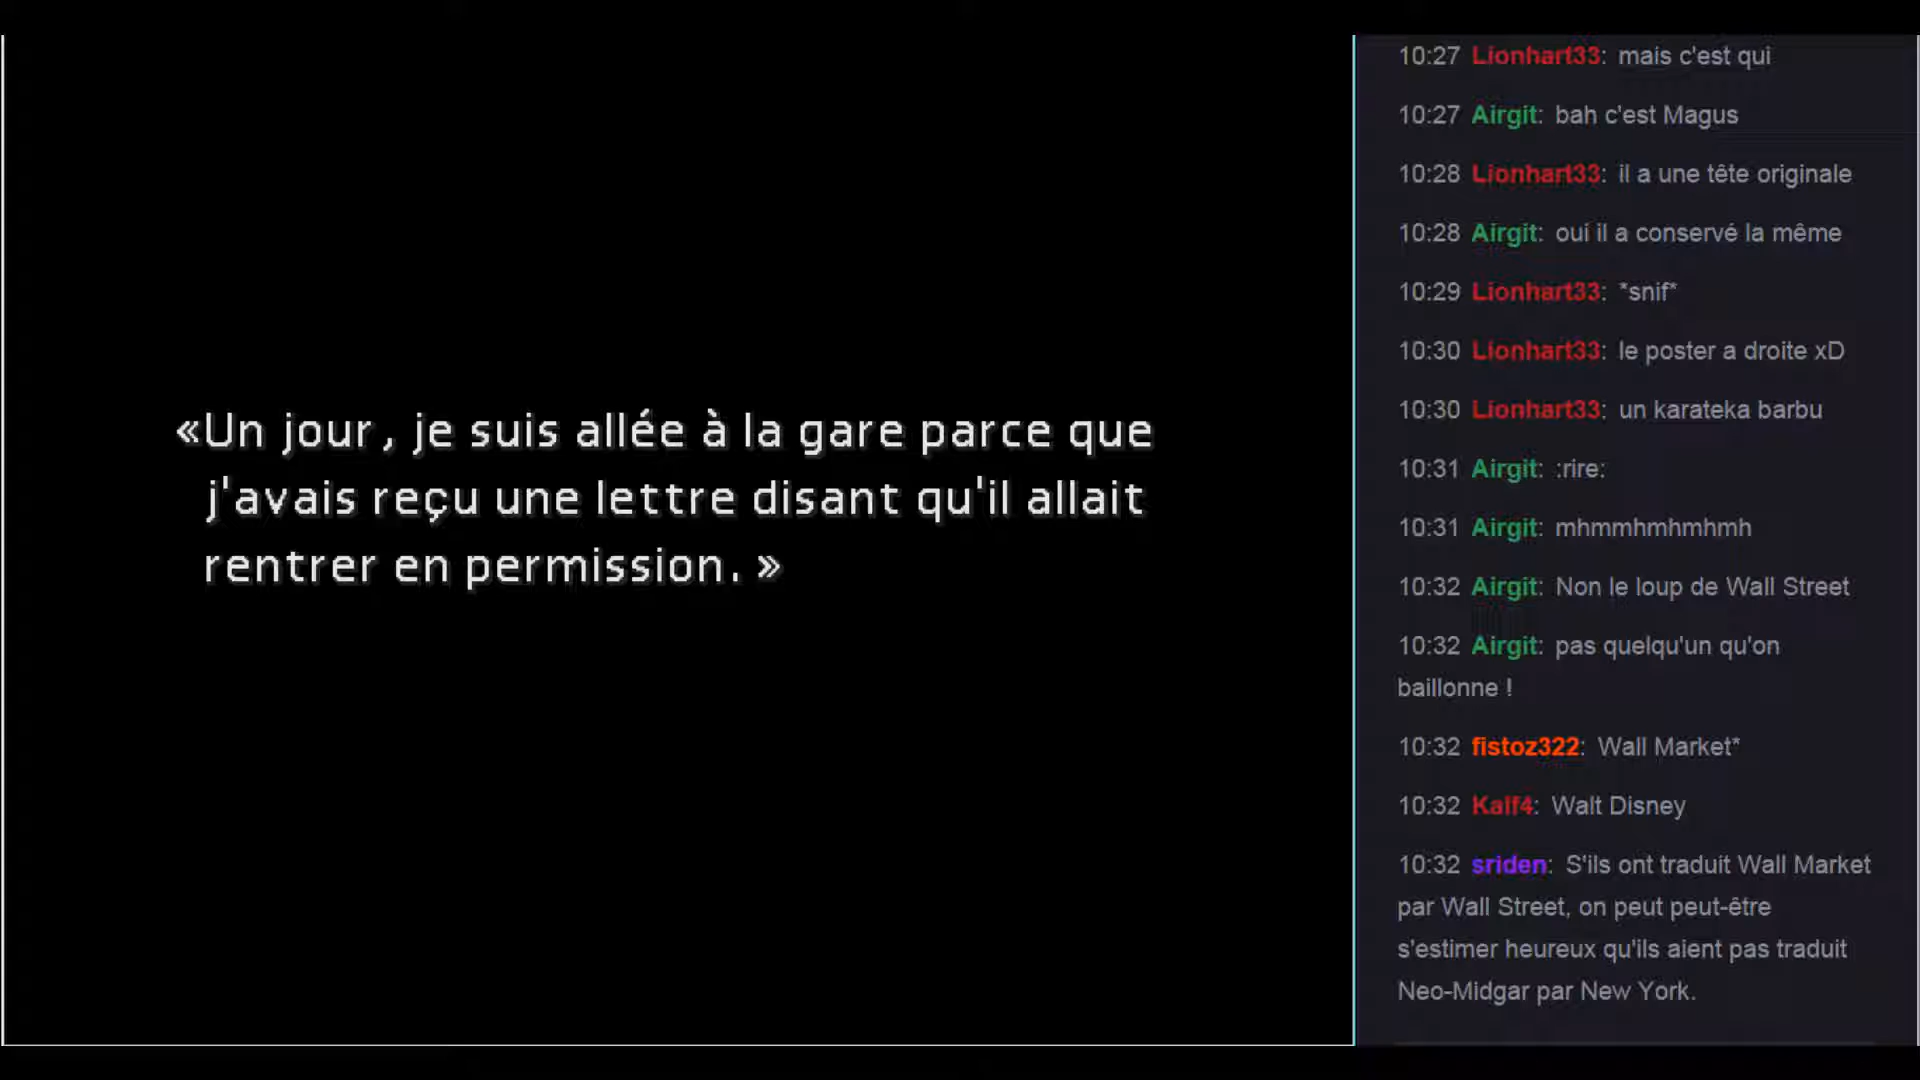 «Un jour, je suis allée à la gare parce que
j'avais reçu une lettre disant qu'il allait
rentrer en permission. »
10:27 Lionhart33: mais c'est qui
10:27 Airgit: bah c'est Magus
10:28 Lionhart33: il a une tête originale
10:28 Airgit: oui il a conservé la même
10:29 Lionhart33: *snif*
10:30 Lionhart33: le poster a droite xD
10:30 Lionhart33: un karateka barbu
10:31 Airgit: :rire:
10:31 Airgit: mhmmhmhmhmh
10:32 Airgit: Non le loup de Wall Street
10:32 Airgit: pas quelqu'un qu'on
baillonne !
10:32 fistoz322: Wall Market*
10:32 Kalf4: Walt Disney
10:32 sriden: S'ils ont traduit Wall Market
par Wall Street, on peut peut-être
s'estimer heureux qu'ils aient pas traduit
Neo-Midgar par New York.